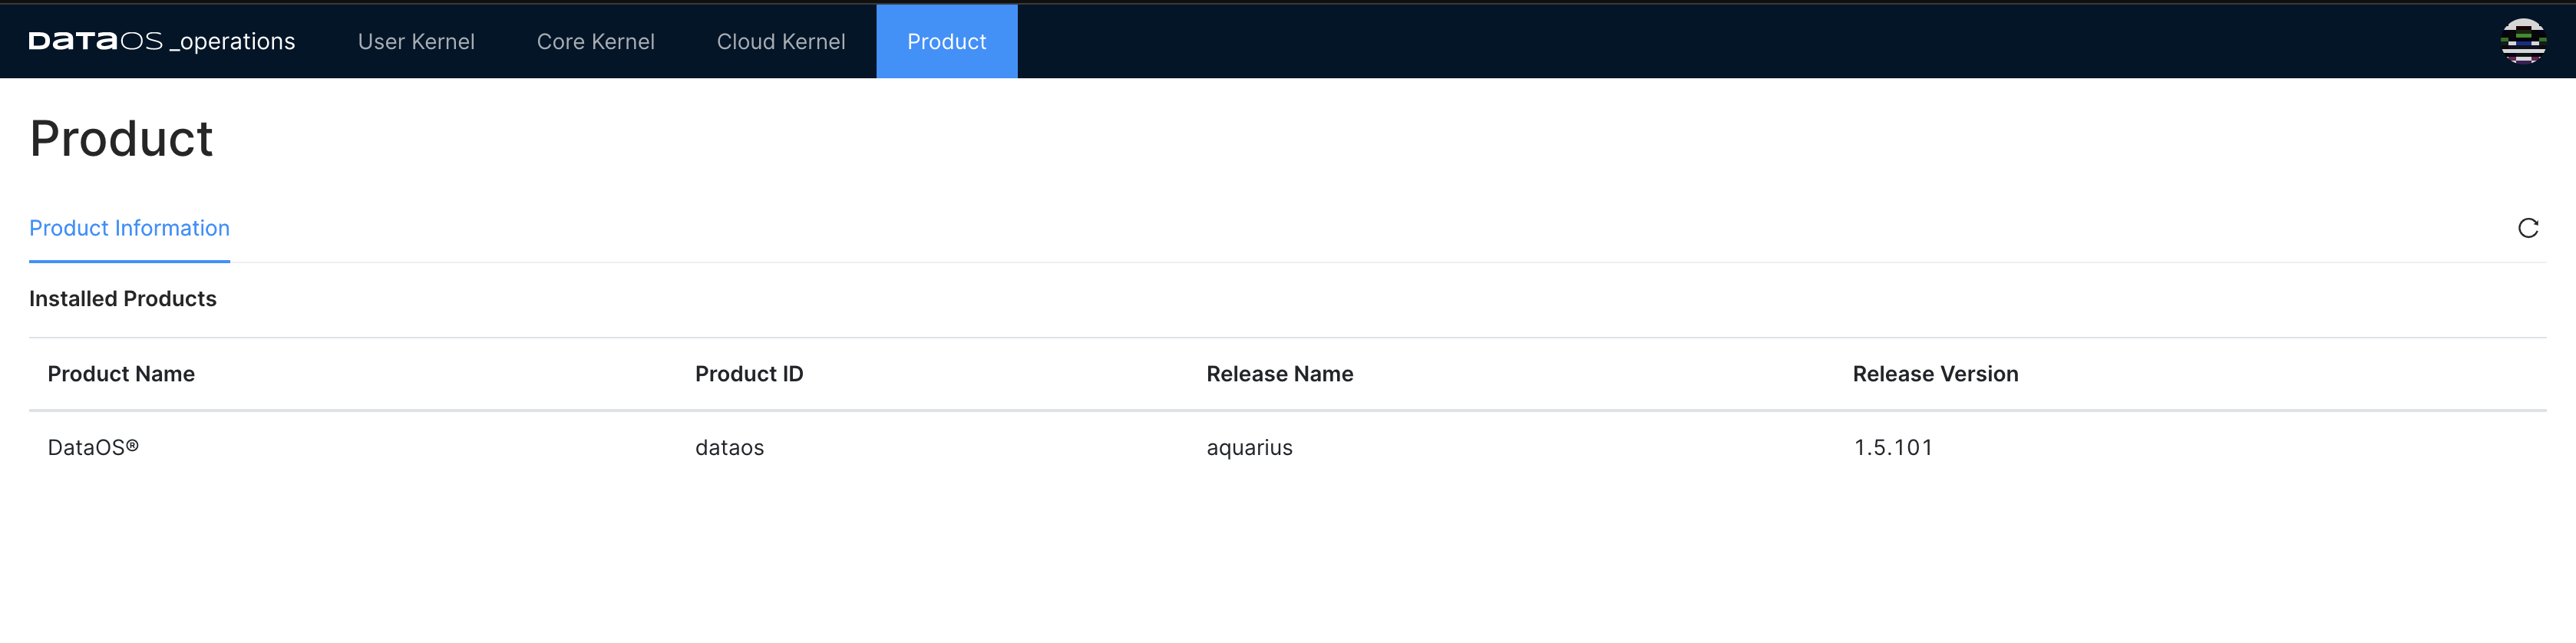 DATAOS _operations User Kernel Core Kernel Cloud Kernel Product
Product
Product Information
Installed Products
Product Name Product ID Release Name Release Version
DataOS® dataos aquarius 1.5.101